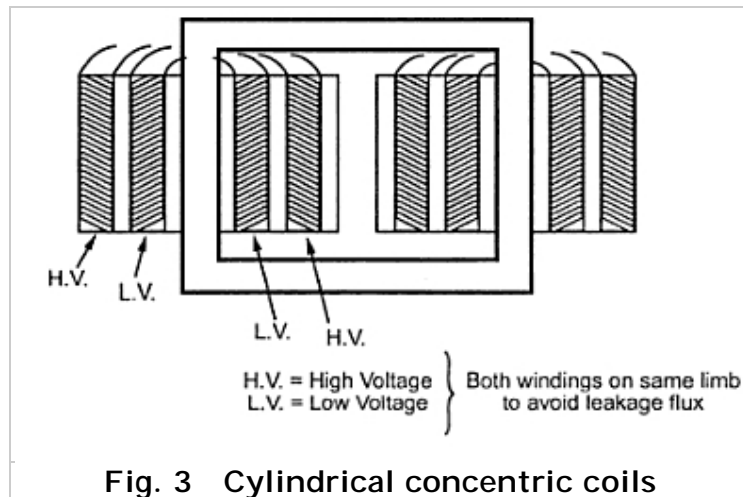 H.V.
L.V.
L.V.
H.V.
H.V. = High Voltage
L.V. = Low Voltage
Both windings on same limb
to avoid leakage flux
Fig. 3 Cylindrical concentric coils